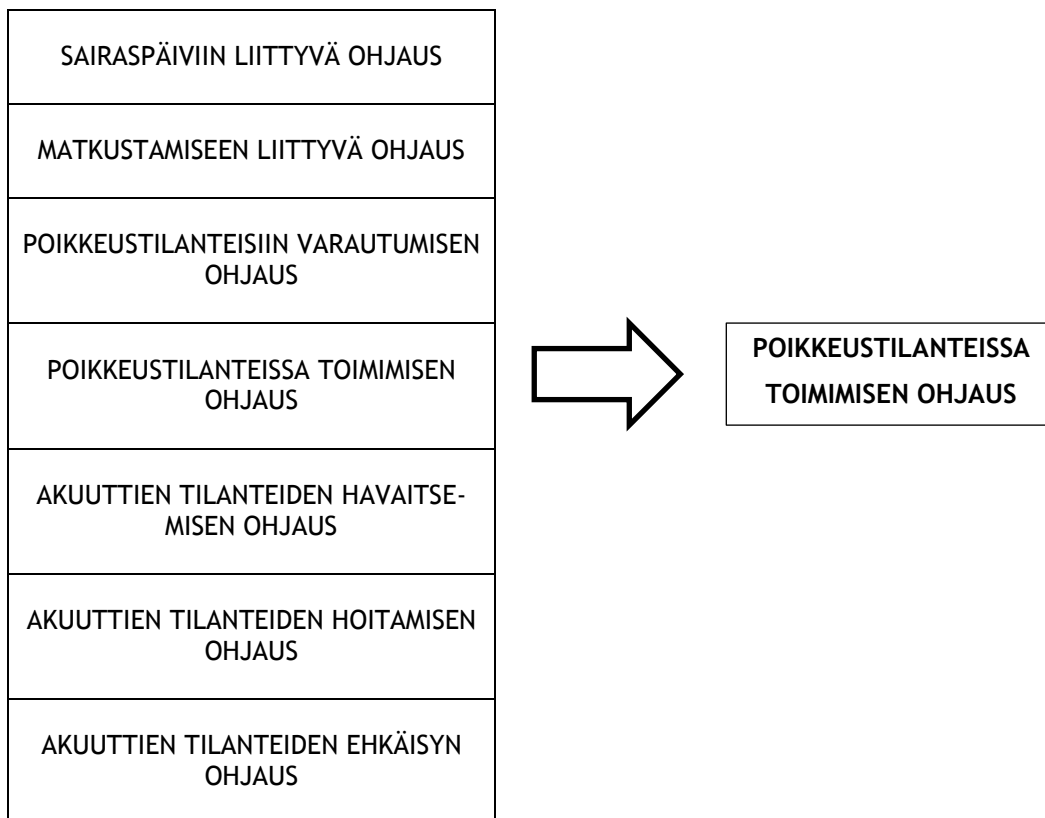 SAIRASPÄIVIIN LIITTYVÄ OHJAUS
MATKUSTAMISEEN LIITTYVÄ OHJAUS
POIKKEUSTILANTEISIIN VARAUTUMISEN
OHJAUS
POIKKEUSTILANTEISSA TOIMIMISEN
OHJAUS
AKUUTTIEN TILANTEIDEN HAVAITSE-
MISEN OHJAUS
AKUUTTIEN TILANTEIDEN HOITAMISEN
OHJAUS
AKUUTTIEN TILANTEIDEN EHKÄISYN
OHJAUS
POIKKEUSTILANTEISSA
TOIMIMISEN OHJAUS